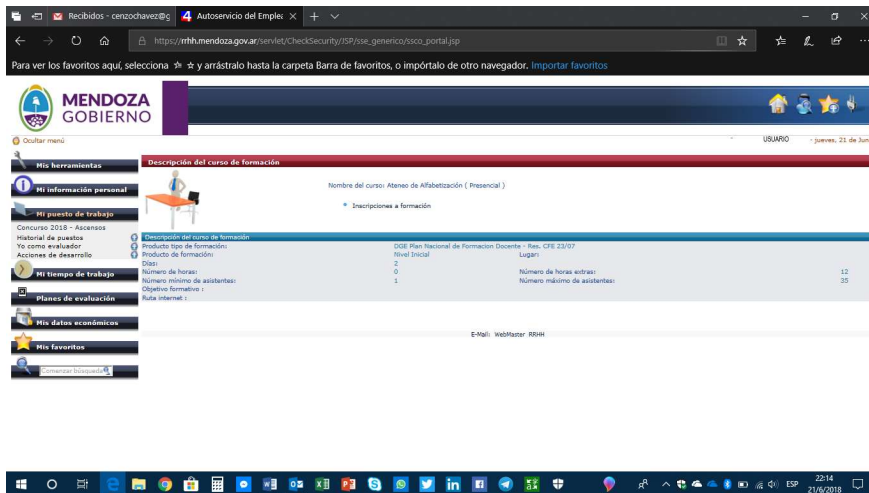 Recibidos - cenzochavez@g
Autoservicio del Emplea
https://rrhh.mendoza.gov.ar/servlet/CheckSecurity/JSP/sse_generico/ssco_portal.jsp
Para ver los favoritos aquí, selecciona y arrástralo hasta la carpeta Barra de favoritos, o impórtalo de otro navegador. Importar favoritos
MENDOZA
GOBIERNO
Ocultar menú
USUARIO - jueves, 21 de Jun
Mis herramientas
Descripción del curso de formación
Mi información personal
Nombre del curso: Ateneo de Alfabetización ( Presencial )
Inscripciones a formación
Mi puesto de trabajo
Concurso 2018 - Ascensos
Historial de puestos
Yo como evaluador
Acciones de desarrollo
Descripción del curso de formación
Producto tipo de formación: DGE Plan Nacional de Formacion Docente - Res. CFE 23/07
Producto de formación: Nivel Inicial Lugar:
Días: 2
Número de horas: 0 Número de horas extras: 12
Número mínimo de asistentes: 1 Número máximo de asistentes: 35
Objetivo formativo :
Ruta internet :
Mi tiempo de trabajo
Planes de evaluación
Mis datos económicos
Mis favoritos
Comenzar búsqueda
E-Mail: WebMaster RRHH
ESP
22:14
21/6/2018